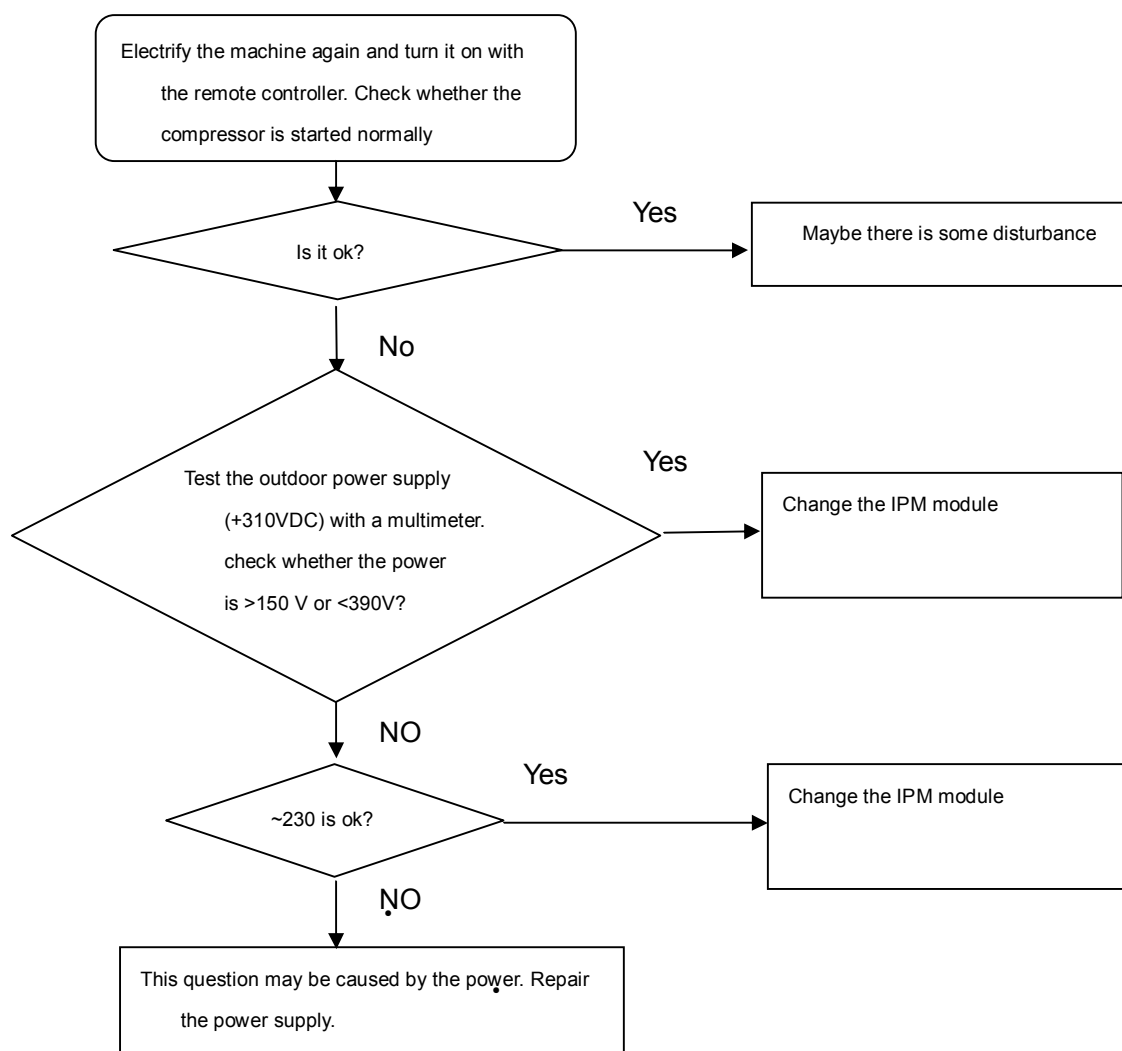 Electrify the machine again and turn it on with
the remote controller. Check whether the
compressor is started normally
Yes
Is it ok?
Maybe there is some disturbance
No
Yes
Test the outdoor power supply
(+310VDC) with a multimeter.
check whether the power
is >150 V or <390V?
Change the IPM module
NO
Yes
~230 is ok?
Change the IPM module
NO
This question may be caused by the power. Repair
the power supply.